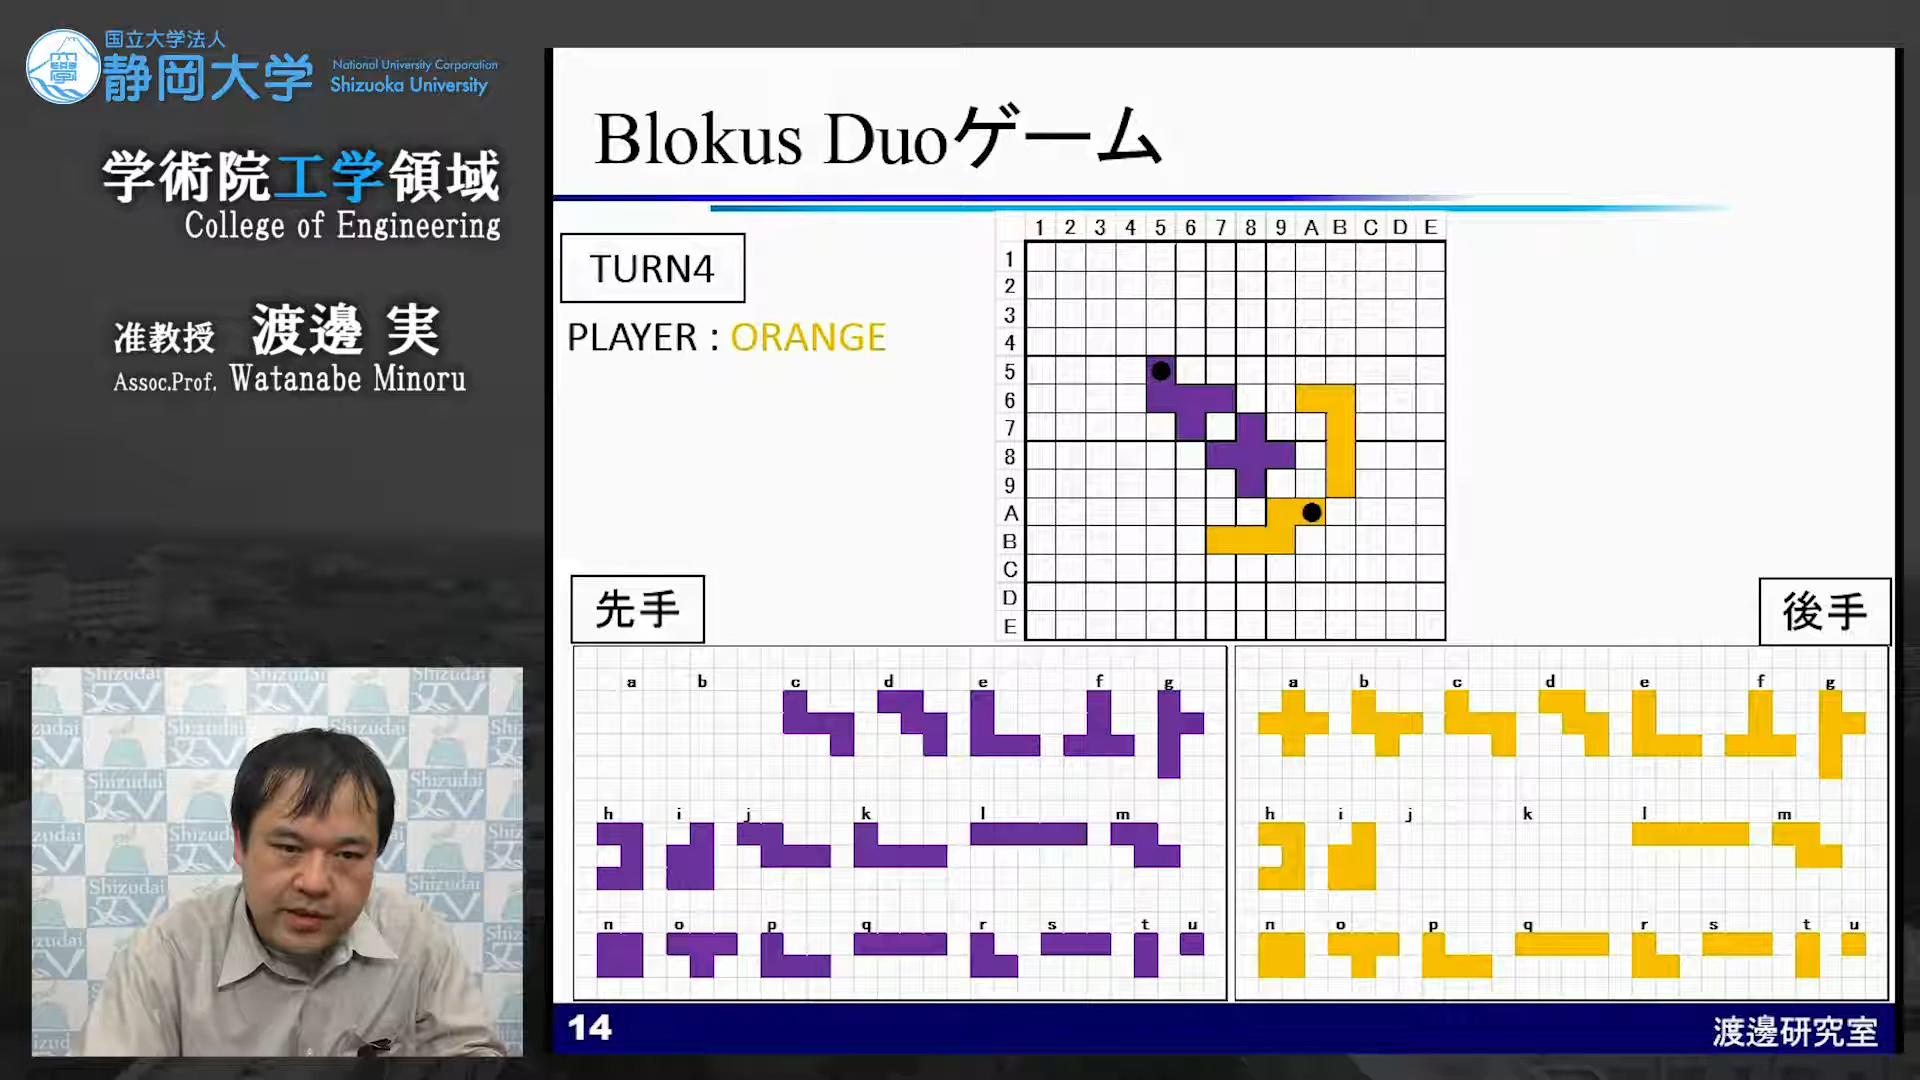 国立大学法人
静岡大学
National University Corporation
Shizuoka University
学術院工学領域
College of Engineering
准教授 渡邊 実
Assoc.Prof. Watanabe Minoru
Blokus Duoゲーム
TURN4
PLAYER : ORANGE
1 2 3 4 5 6 7 8 9 A B C D E
1
2
3
4
5
6
7
8
9
A
B
C
D
E
先手
後手
a b c d e f g
h i j k l m
n o p q r s t u
a b c d e f g
h i j k l m
n o p q r s t u
14
渡邊研究室
Shizudai
TV